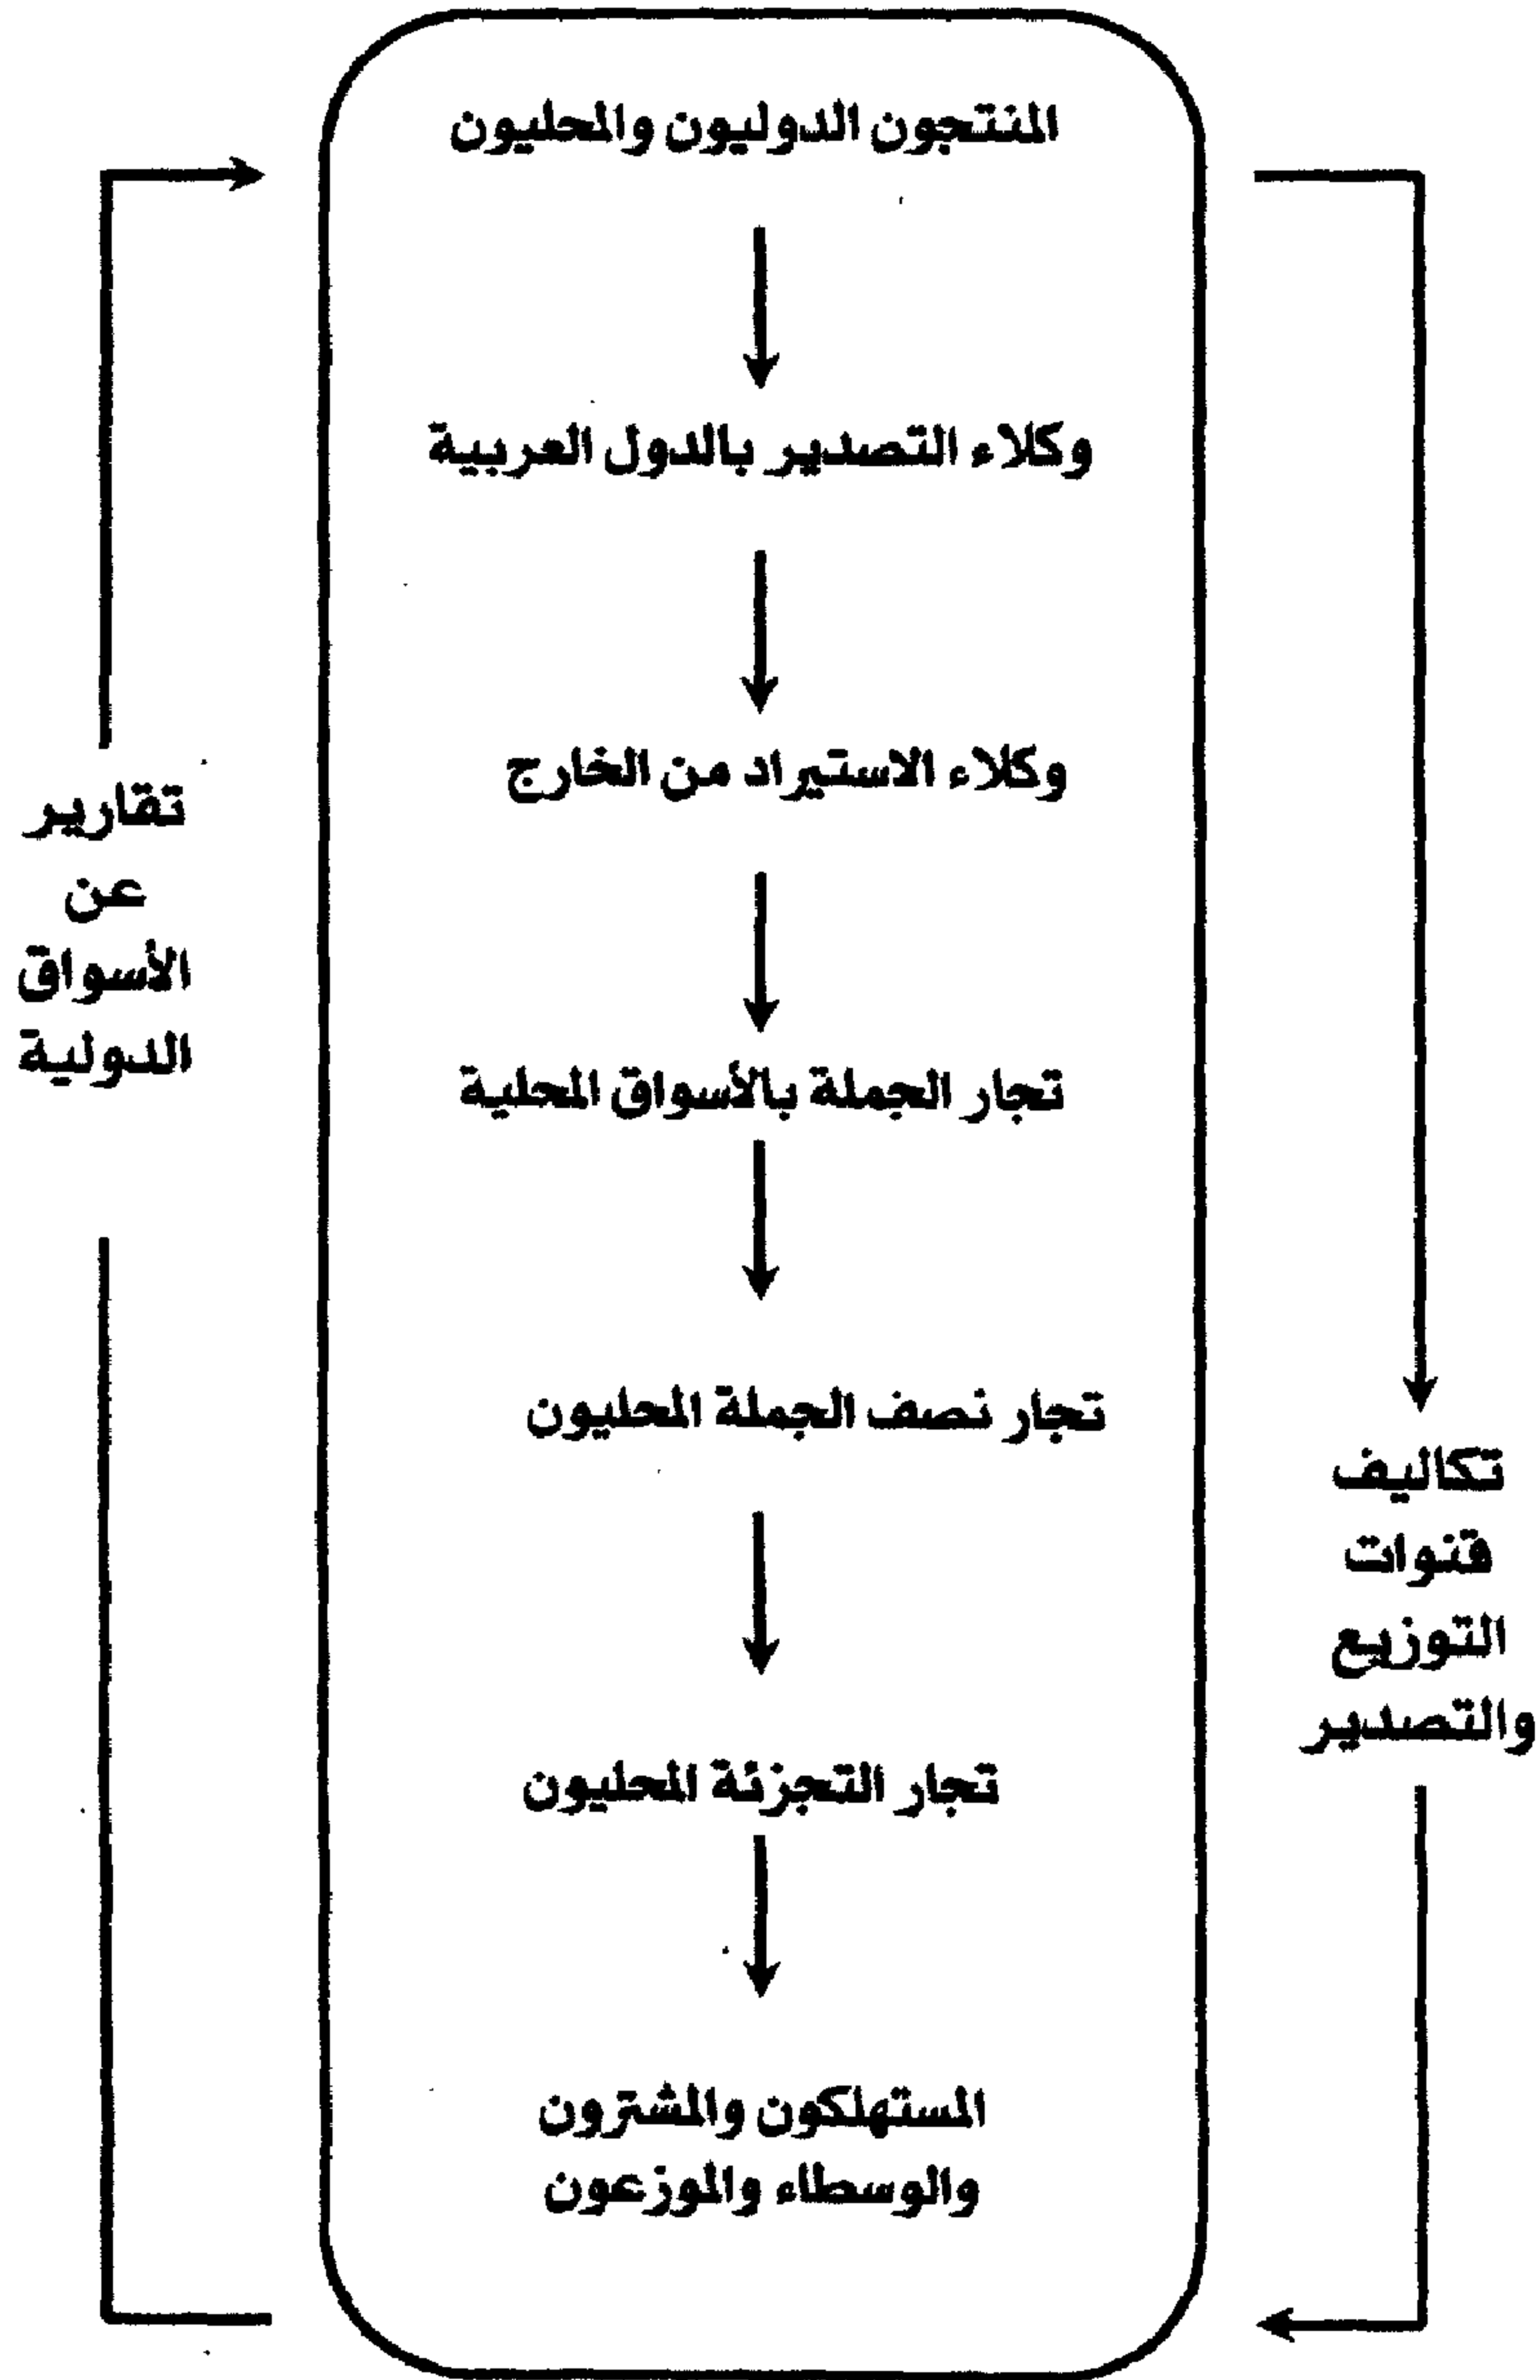 المنتجون الدوليون والمحليون
وكلاء التصدير بالدول العربية
وكلاء الاستيراد من الخارج
تجار الجملة بالأسواق المحلية
تجار نصف الجملة المحليون
تجار التجزئة المحليون
المستهلكون والمشترون
والوسطاء والموزعون
تكاليف
قنوات
التوزيع
والتصدير
تقارير
عن
الأسواق
الدولية